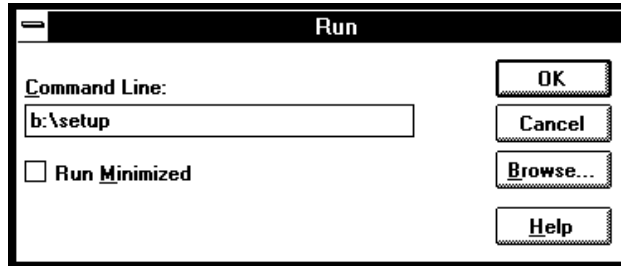 Run
Command Line:
b:\setup
Run Minimized
OK
Cancel
Browse...
Help